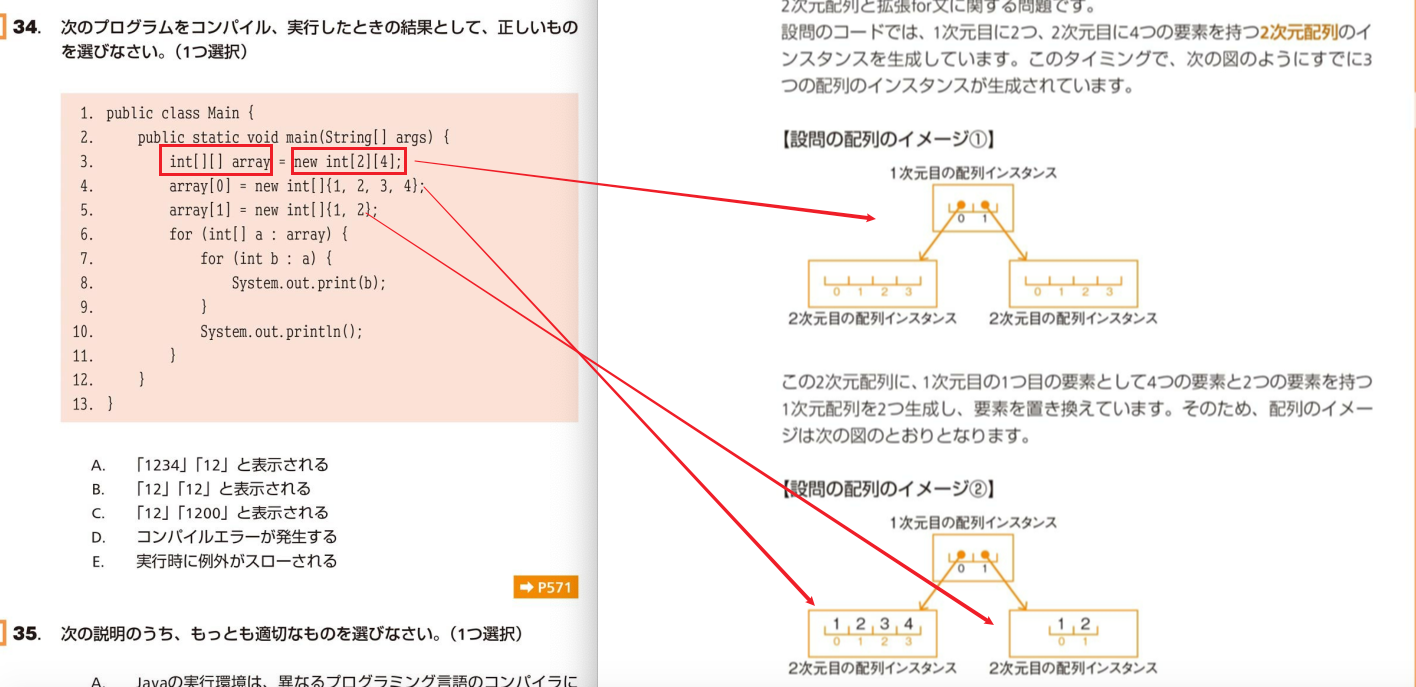 34. 次のプログラムをコンパイル、実行したときの結果として、正しいもの
を選びなさい。（1つ選択）
1. public class Main {
2. public static void main(String[] args) {
3. int[][] array = new int[2][4];
4. array[0] = new int[]{1, 2, 3, 4};
5. array[1] = new int[]{1, 2};
6. for (int[] a : array) {
7. for (int b : a) {
8. System.out.print(b);
9. }
10. System.out.println();
11. }
12. }
13. }
A. 「1234」「12」と表示される
B. 「12」「12」と表示される
C. 「12」「1200」と表示される
D. コンパイルエラーが発生する
E. 実行時に例外がスローされる
➡ P571
35. 次の説明のうち、もっとも適切なものを選びなさい。（1つ選択）
A. Javaの実行環境は、異なるプログラミング言語のコンパイラに
2次元配列と拡張for文に関する問題です。
設問のコードでは、1次元目に2つ、2次元目に4つの要素を持つ2次元配列のイ
ンスタンスを生成しています。このタイミングで、次の図のようにすでに3
つの配列のインスタンスが生成されています。
【設問の配列のイメージ①】
1次元目の配列インスタンス
0 1
0 1 2 3 0 1 2 3
2次元目の配列インスタンス 2次元目の配列インスタンス
この2次元配列に、1次元目の1つ目の要素として4つの要素と2つの要素を持つ
1次元配列を2つ生成し、要素を置き換えています。そのため、配列のイメー
ジは次の図のとおりとなります。
【設問の配列のイメージ②】
1次元目の配列インスタンス
0 1
1 2 3 4 1 2
0 1 2 3 0 1
2次元目の配列インスタンス 2次元目の配列インスタンス